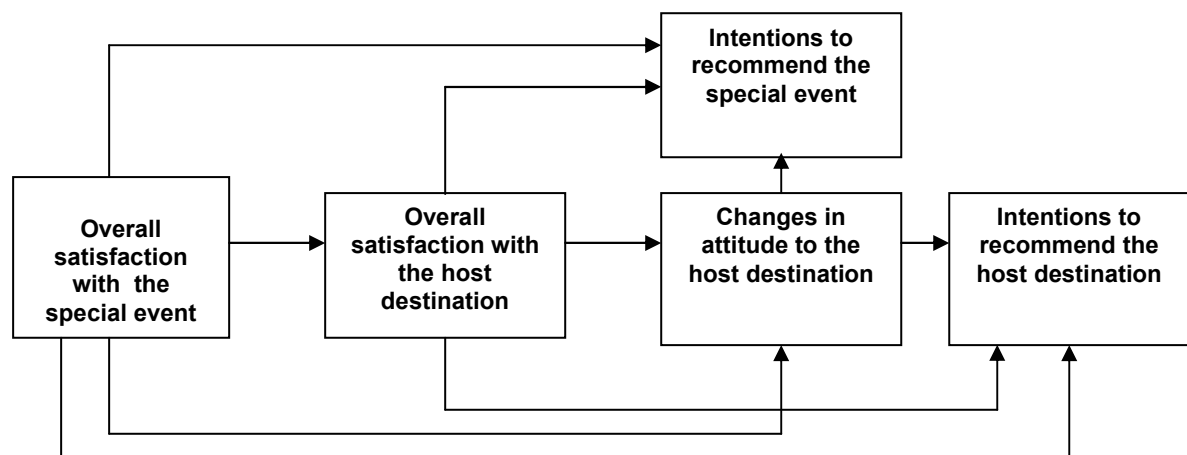 Intentions to
recommend the
special event
Overall
satisfaction
with  the
special event
Overall
satisfaction with
the host
destination
Changes in
attitude to the
host destination
Intentions to
recommend the
host destination